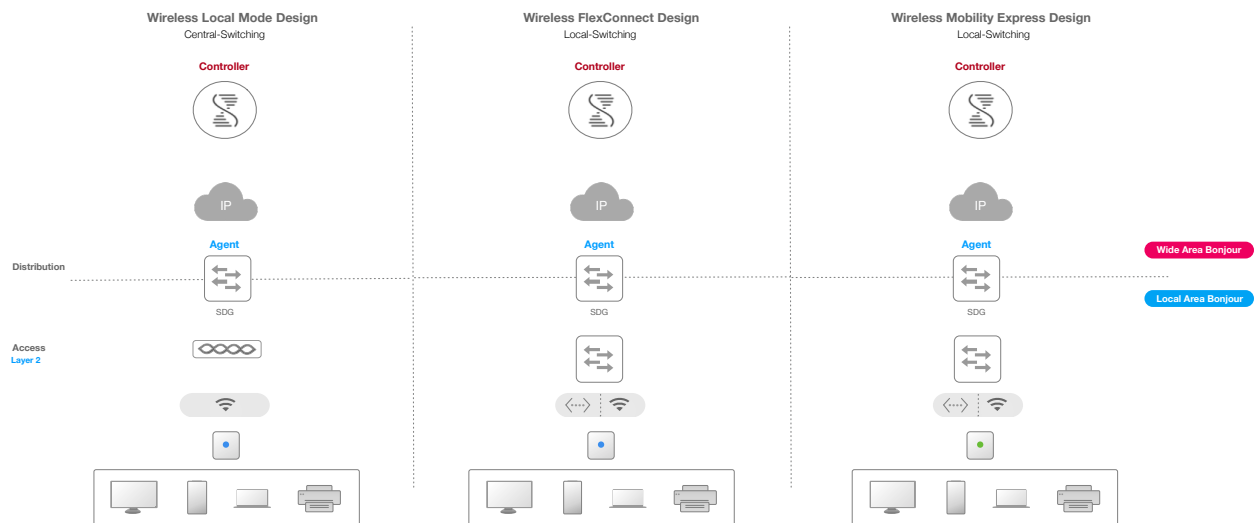 Wireless Local Mode Design
Central-Switching
Wireless FlexConnect Design
Local-Switching
Wireless Mobility Express Design
Local-Switching
Controller
Controller
Controller
IP
IP
IP
Agent
Agent
Agent
Wide Area Bonjour
Distribution
Local Area Bonjour
SDG
SDG
SDG
Access
Layer 2